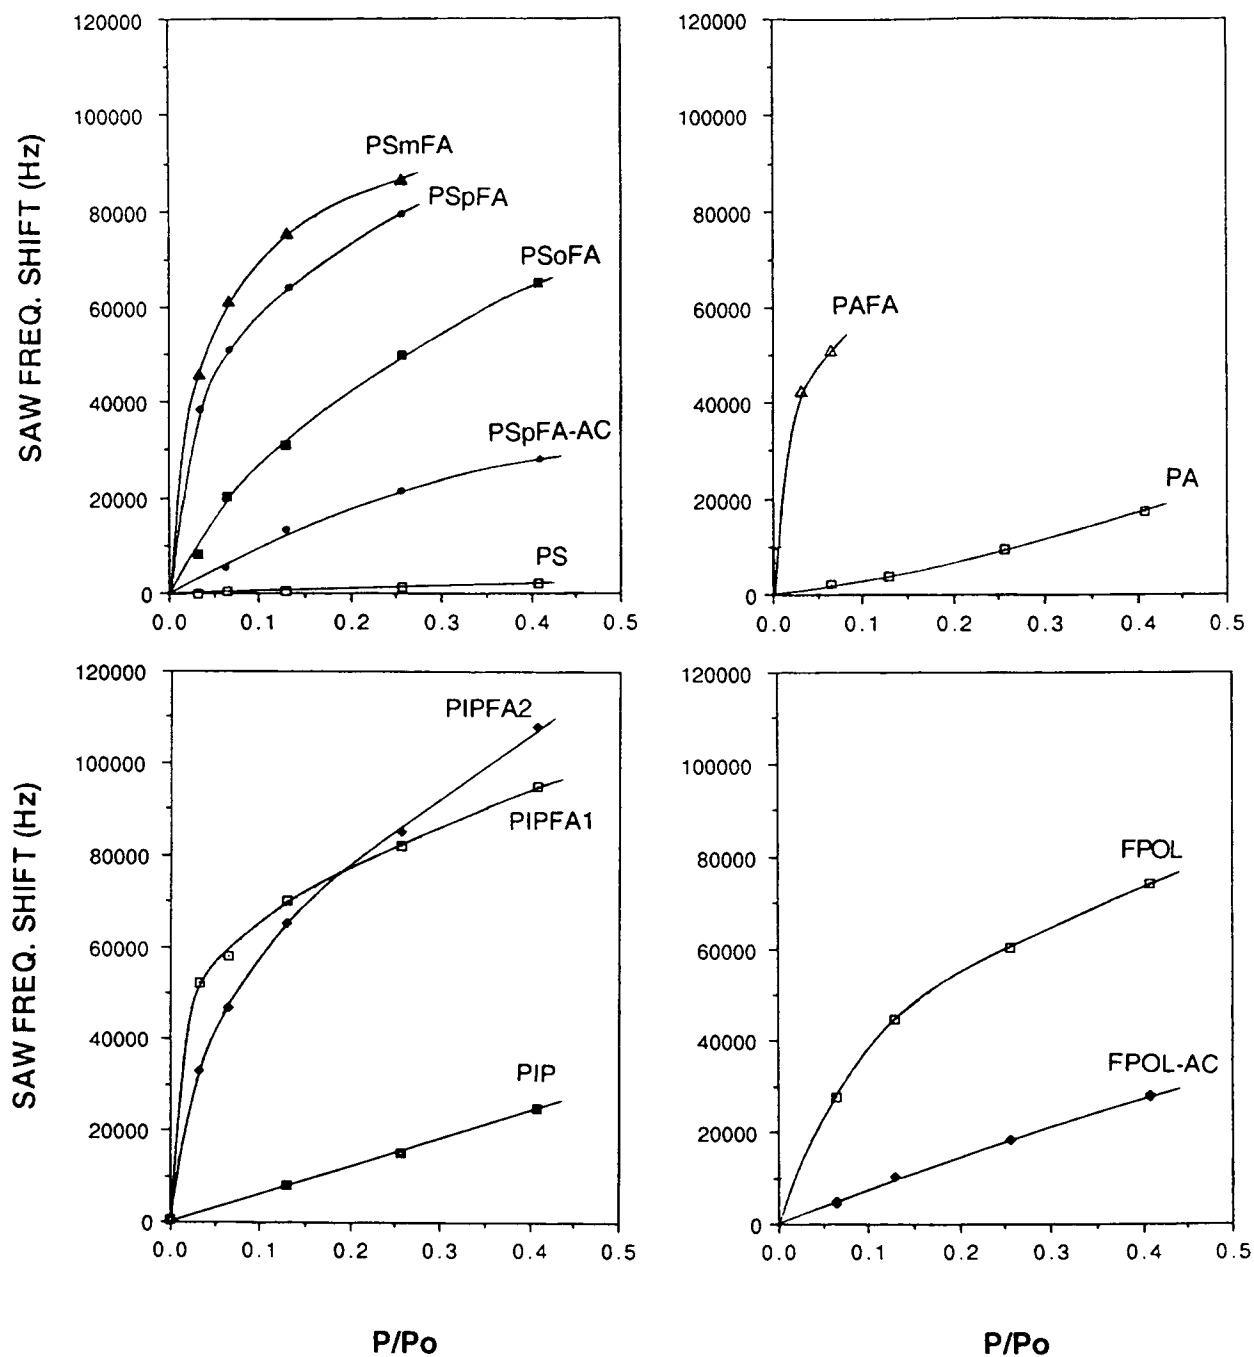 120000
100000
80000
60000
40000
20000
0
SAW FREQ. SHIFT (Hz)
PSmFA
PSpFA
PSoFA
PSpFA-AC
PS
0.0 0.1 0.2 0.3 0.4 0.5
120000
100000
80000
60000
40000
20000
0
PAFA
PA
0.0 0.1 0.2 0.3 0.4 0.5
120000
100000
80000
60000
40000
20000
0
SAW FREQ. SHIFT (Hz)
PIPFA2
PIPFA1
PIP
0.0 0.1 0.2 0.3 0.4 0.5
P/Po
120000
100000
80000
60000
40000
20000
0
FPOL
FPOL-AC
0.0 0.1 0.2 0.3 0.4 0.5
P/Po